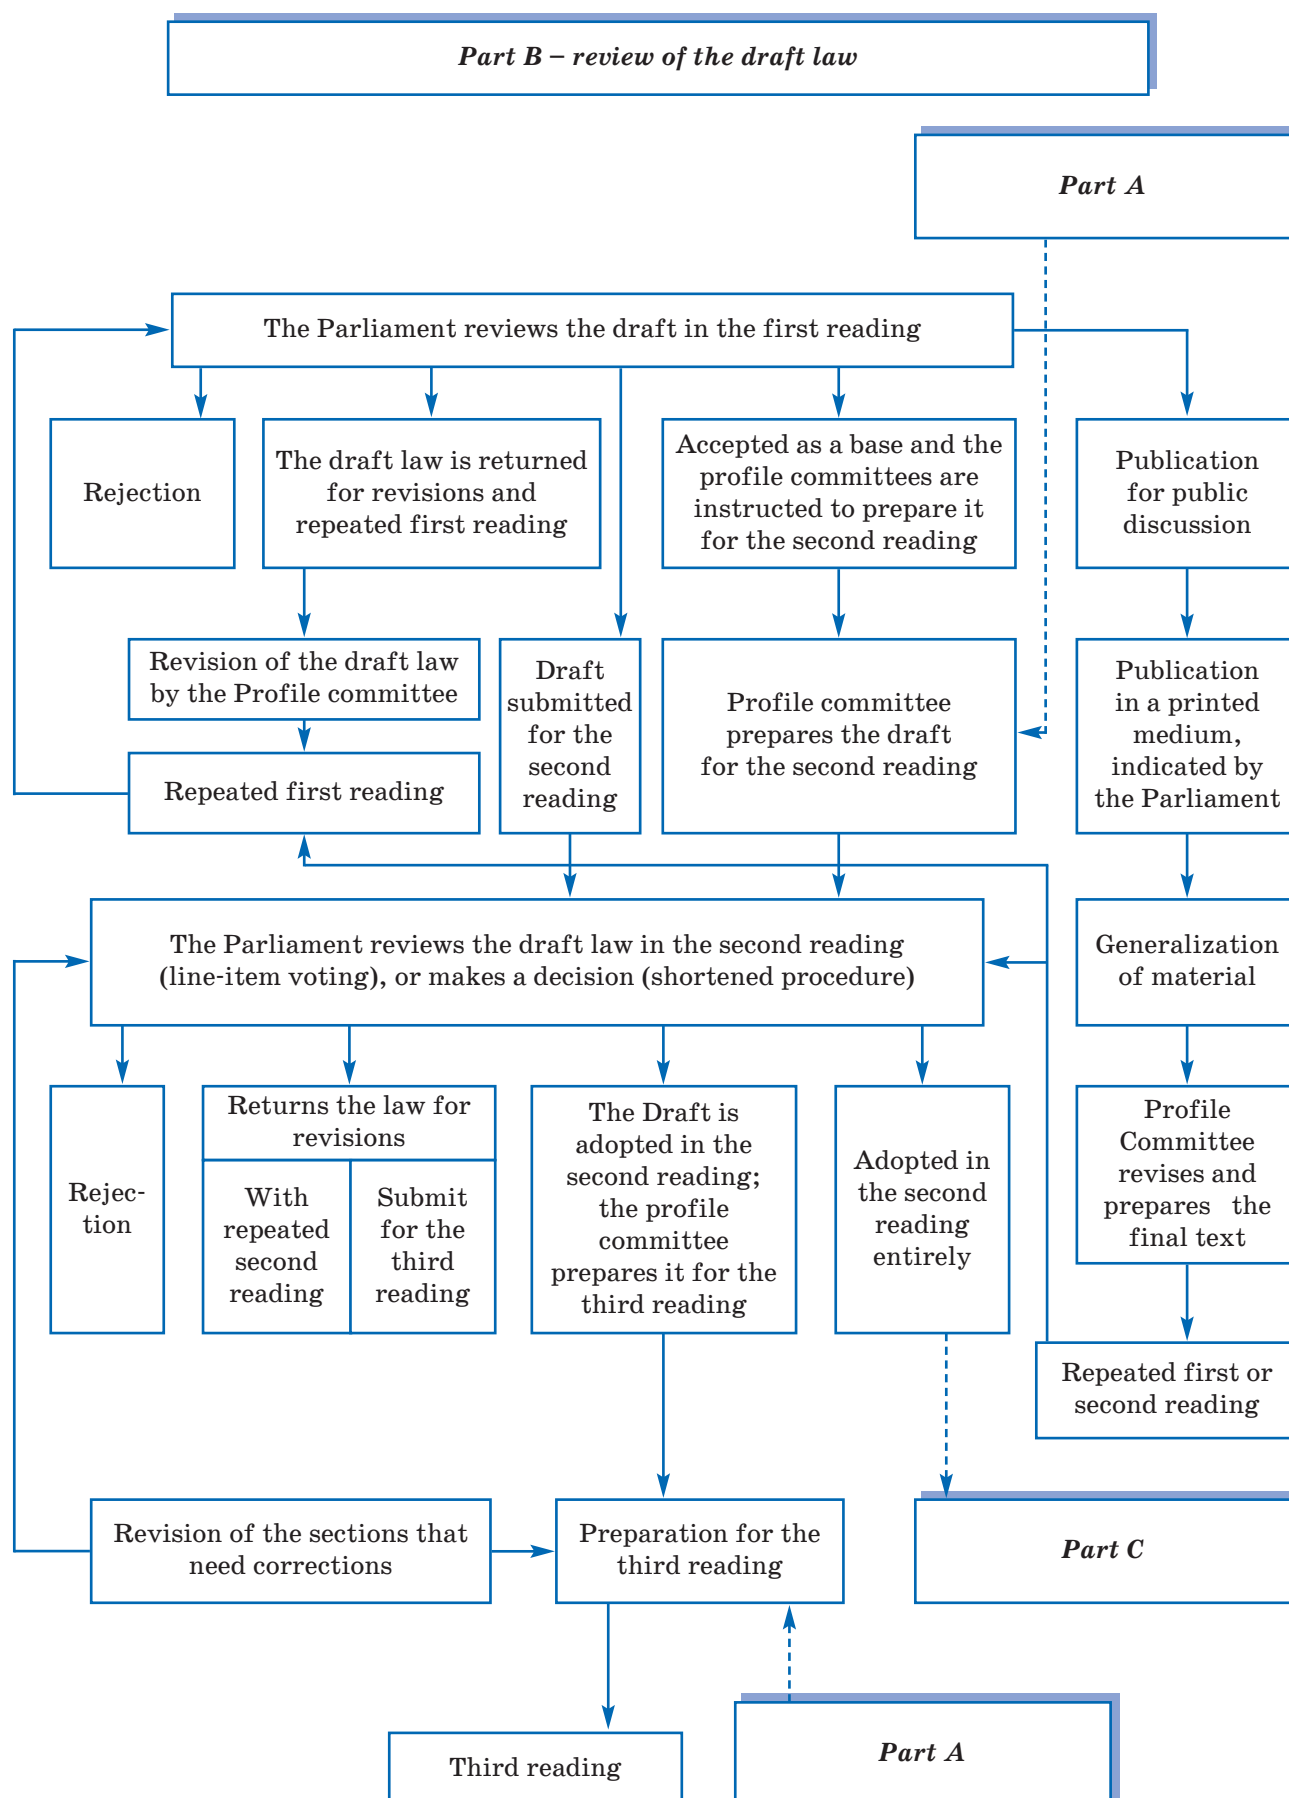 Part B – review of the draft law
Part A
The Parliament reviews the draft in the first reading
Rejection
The draft law is returned
for revisions and
repeated first reading
Accepted as a base and the
profile committees are
instructed to prepare it
for the second reading
Publication
for public
discussion
Revision of the draft law
by the Profile committee
Repeated first reading
Draft
submitted
for the
second
reading
Profile committee
prepares the draft
for the second reading
Publication
in a printed
medium,
indicated by
the Parliament
The Parliament reviews the draft law in the second reading
(line-item voting), or makes a decision (shortened procedure)
Generalization
of material
Rejec-
tion
Returns the law for
revisions
With
repeated
second
reading
Submit
for the
third
reading
The Draft is
adopted in the
second reading;
the profile
committee
prepares it for the
third reading
Adopted in
the second
reading
entirely
Profile
Committee
revises and
prepares the
final text
Repeated first or
second reading
Revision of the sections that
need corrections
Preparation for the
third reading
Part C
Third reading
Part A